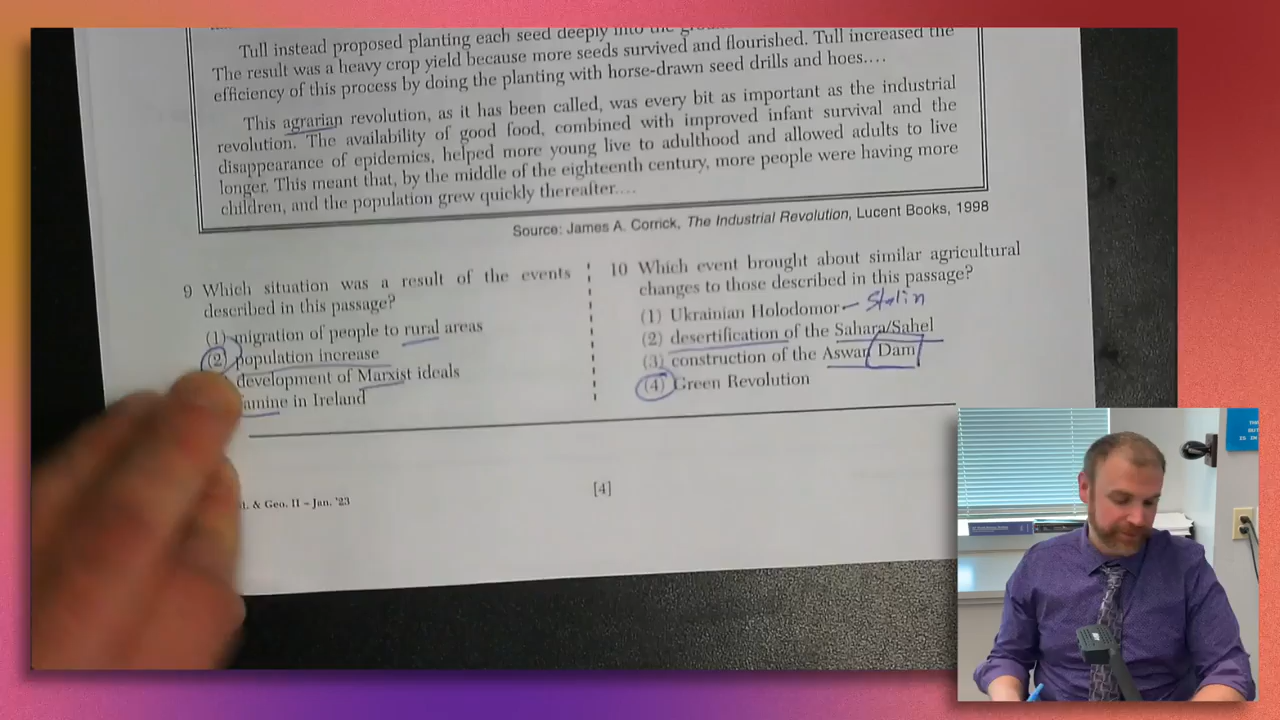 Tull instead proposed planting each seed deeply into the
The result was a heavy crop yield because more seeds survived and flourished. Tull increased the
efficiency of this process by doing the planting with horse-drawn seed drills and hoes....
This agrarian revolution, as it has been called, was every bit as important as the industrial
revolution. The availability of good food, combined with improved infant survival and the
disappearance of epidemics, helped more young live to adulthood and allowed adults to live
longer. This meant that, by the middle of the eighteenth century, more people were having more
children, and the population grew quickly thereafter....
Source: James A. Corrick, The Industrial Revolution, Lucent Books, 1998
9 Which situation was a result of the events
described in this passage?
(1) migration of people to rural areas
(2) population increase
development of Marxist ideals
famine in Ireland
10 Which event brought about similar agricultural
changes to those described in this passage?
(1) Ukrainian Holodomor – Stalin
(2) desertification of the Sahara/Sahel
(3) construction of the Aswan Dam
(4) Green Revolution
[4]
& Geo. II – Jan. '23